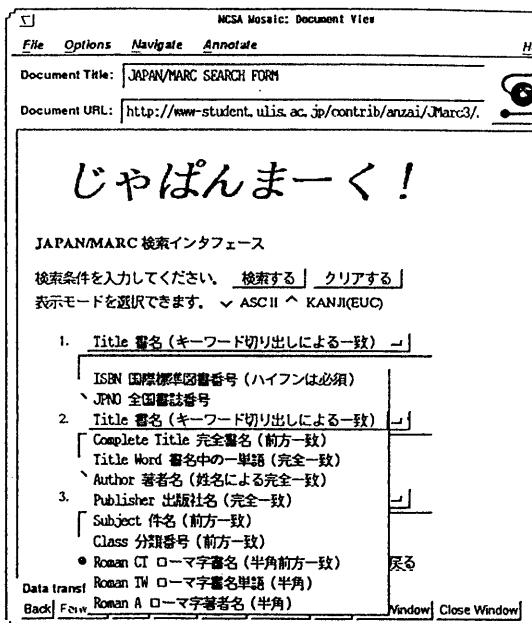 NCSA Mosaic: Document View
File Options Navigate Annotate H
Document Title: JAPAN/MARC SEARCH FORM
Document URL: http://www-student.ulis.ac.jp/contrib/anzai/JMarc3/.
じゃぱんまーく！
JAPAN/MARC 検索インタフェース
検索条件を入力してください。 検索する クリアする
表示モードを選択できます。 ASCII KANJI(EUC)
1. Title 書名 (キーワード切り出しによる一致)
ISBN 国際標準図書番号 (ハイフンは必須)
JPNO 全国書誌番号
2. Title 書名 (キーワード切り出しによる一致)
Complete Title 完全書名 (前方一致)
Title Word 書名中の一単語 (完全一致)
Author 著者名 (姓名による完全一致)
3. Publisher 出版社名 (完全一致)
Subject 件名 (前方一致)
Class 分類番号 (前方一致)
Roman CT ローマ字書名 (半角前方一致) 戻る
Roman TW ローマ字書名単語 (半角)
Data transf
Roman A ローマ字著者名 (半角)
Back Forw Window Close Window